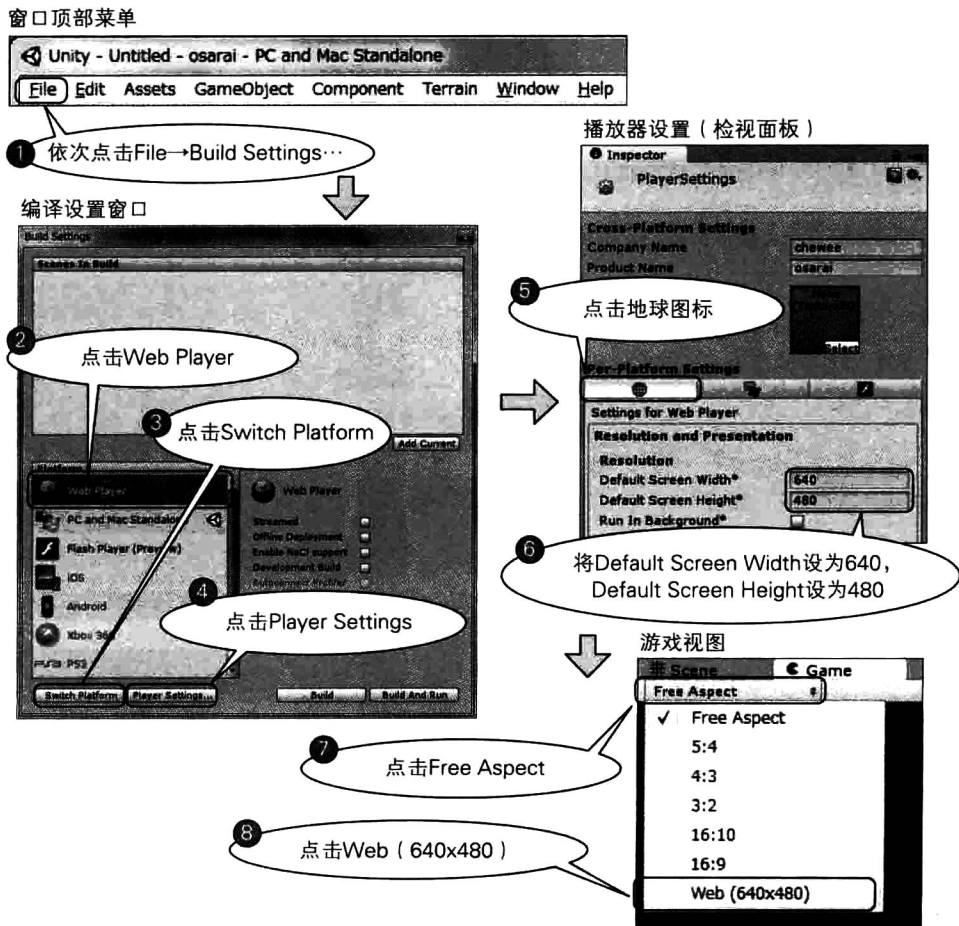 窗口顶部菜单
Unity - Untitled - osarai - PC and Mac Standalone
File Edit Assets GameObject Component Terrain Window Help
1 依次点击File→Build Settings…
编译设置窗口
Build Settings
Scenes In Build
2 点击Web Player
3 点击Switch Platform
Add Current
Web Player
PC and Mac Standalone
Flash Player (Preview)
iOS
Android
Xbox 360
PS3
Web Player
Streamed
Offline Deployment
Enable NaCl support
Development Build
Autoconnect Profiler
4 点击Player Settings
Switch Platform Player Settings... Build Build And Run
播放器设置（检视面板）
Inspector
PlayerSettings
Cross-Platform Settings
Company Name chewee
Product Name osarai
5 点击地球图标
Select
Per-Platform Settings
Settings for Web Player
Resolution and Presentation
Resolution
Default Screen Width* 640
Default Screen Height* 480
Run In Background*
6 将Default Screen Width设为640，
Default Screen Height设为480
游戏视图
Scene Game
Free Aspect
✓ Free Aspect
5:4
4:3
3:2
16:10
16:9
Web (640x480)
7 点击Free Aspect
8 点击Web（640x480）